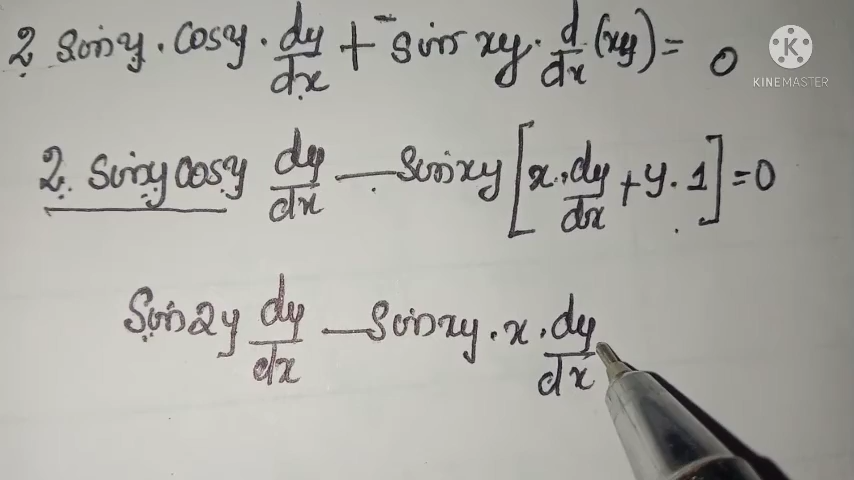 2 sin y · cos y · dy/dx + - sin xy · d/dx (xy) = 0
KINEMASTER
2. sin y cos y dy/dx — sin xy [x · dy/dx + y · 1] = 0
Sin 2y dy/dx — sin xy · x · dy/dx